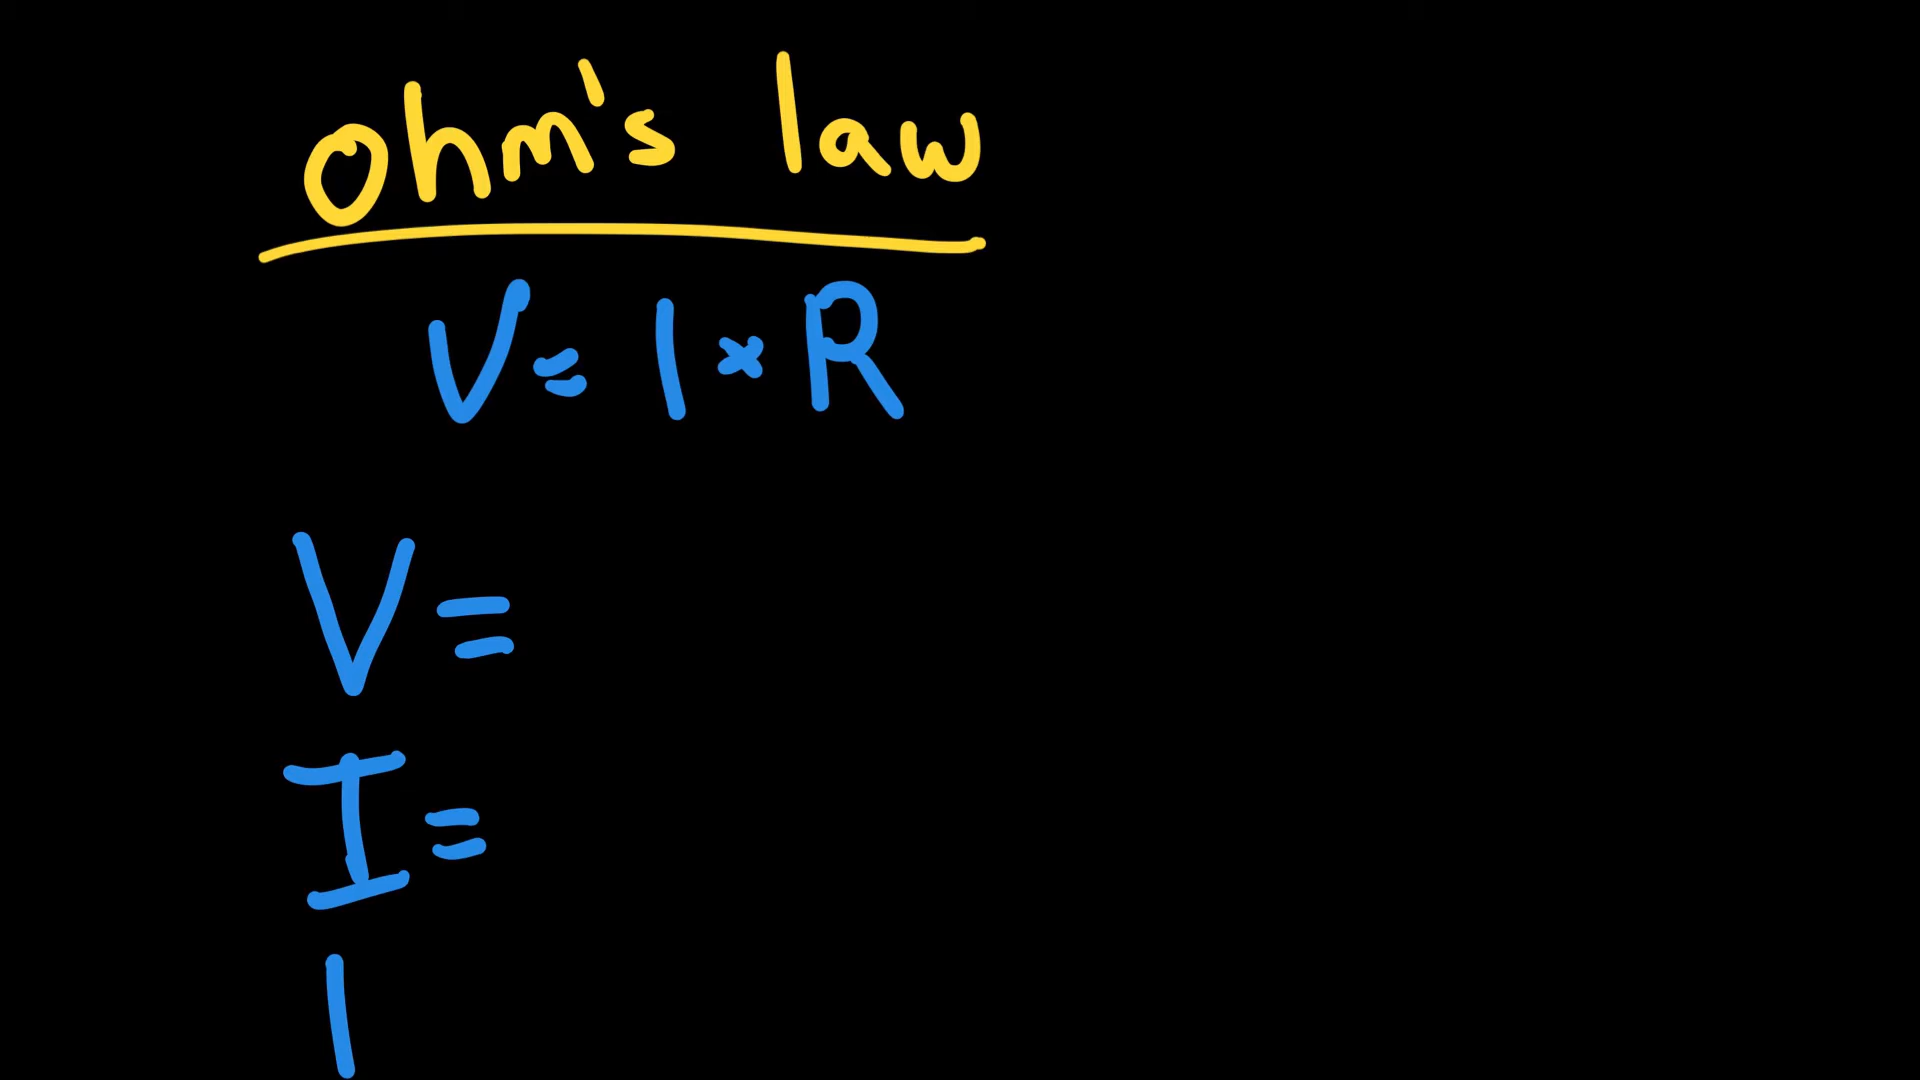 Ohm's law
V = I × R
V =
I =